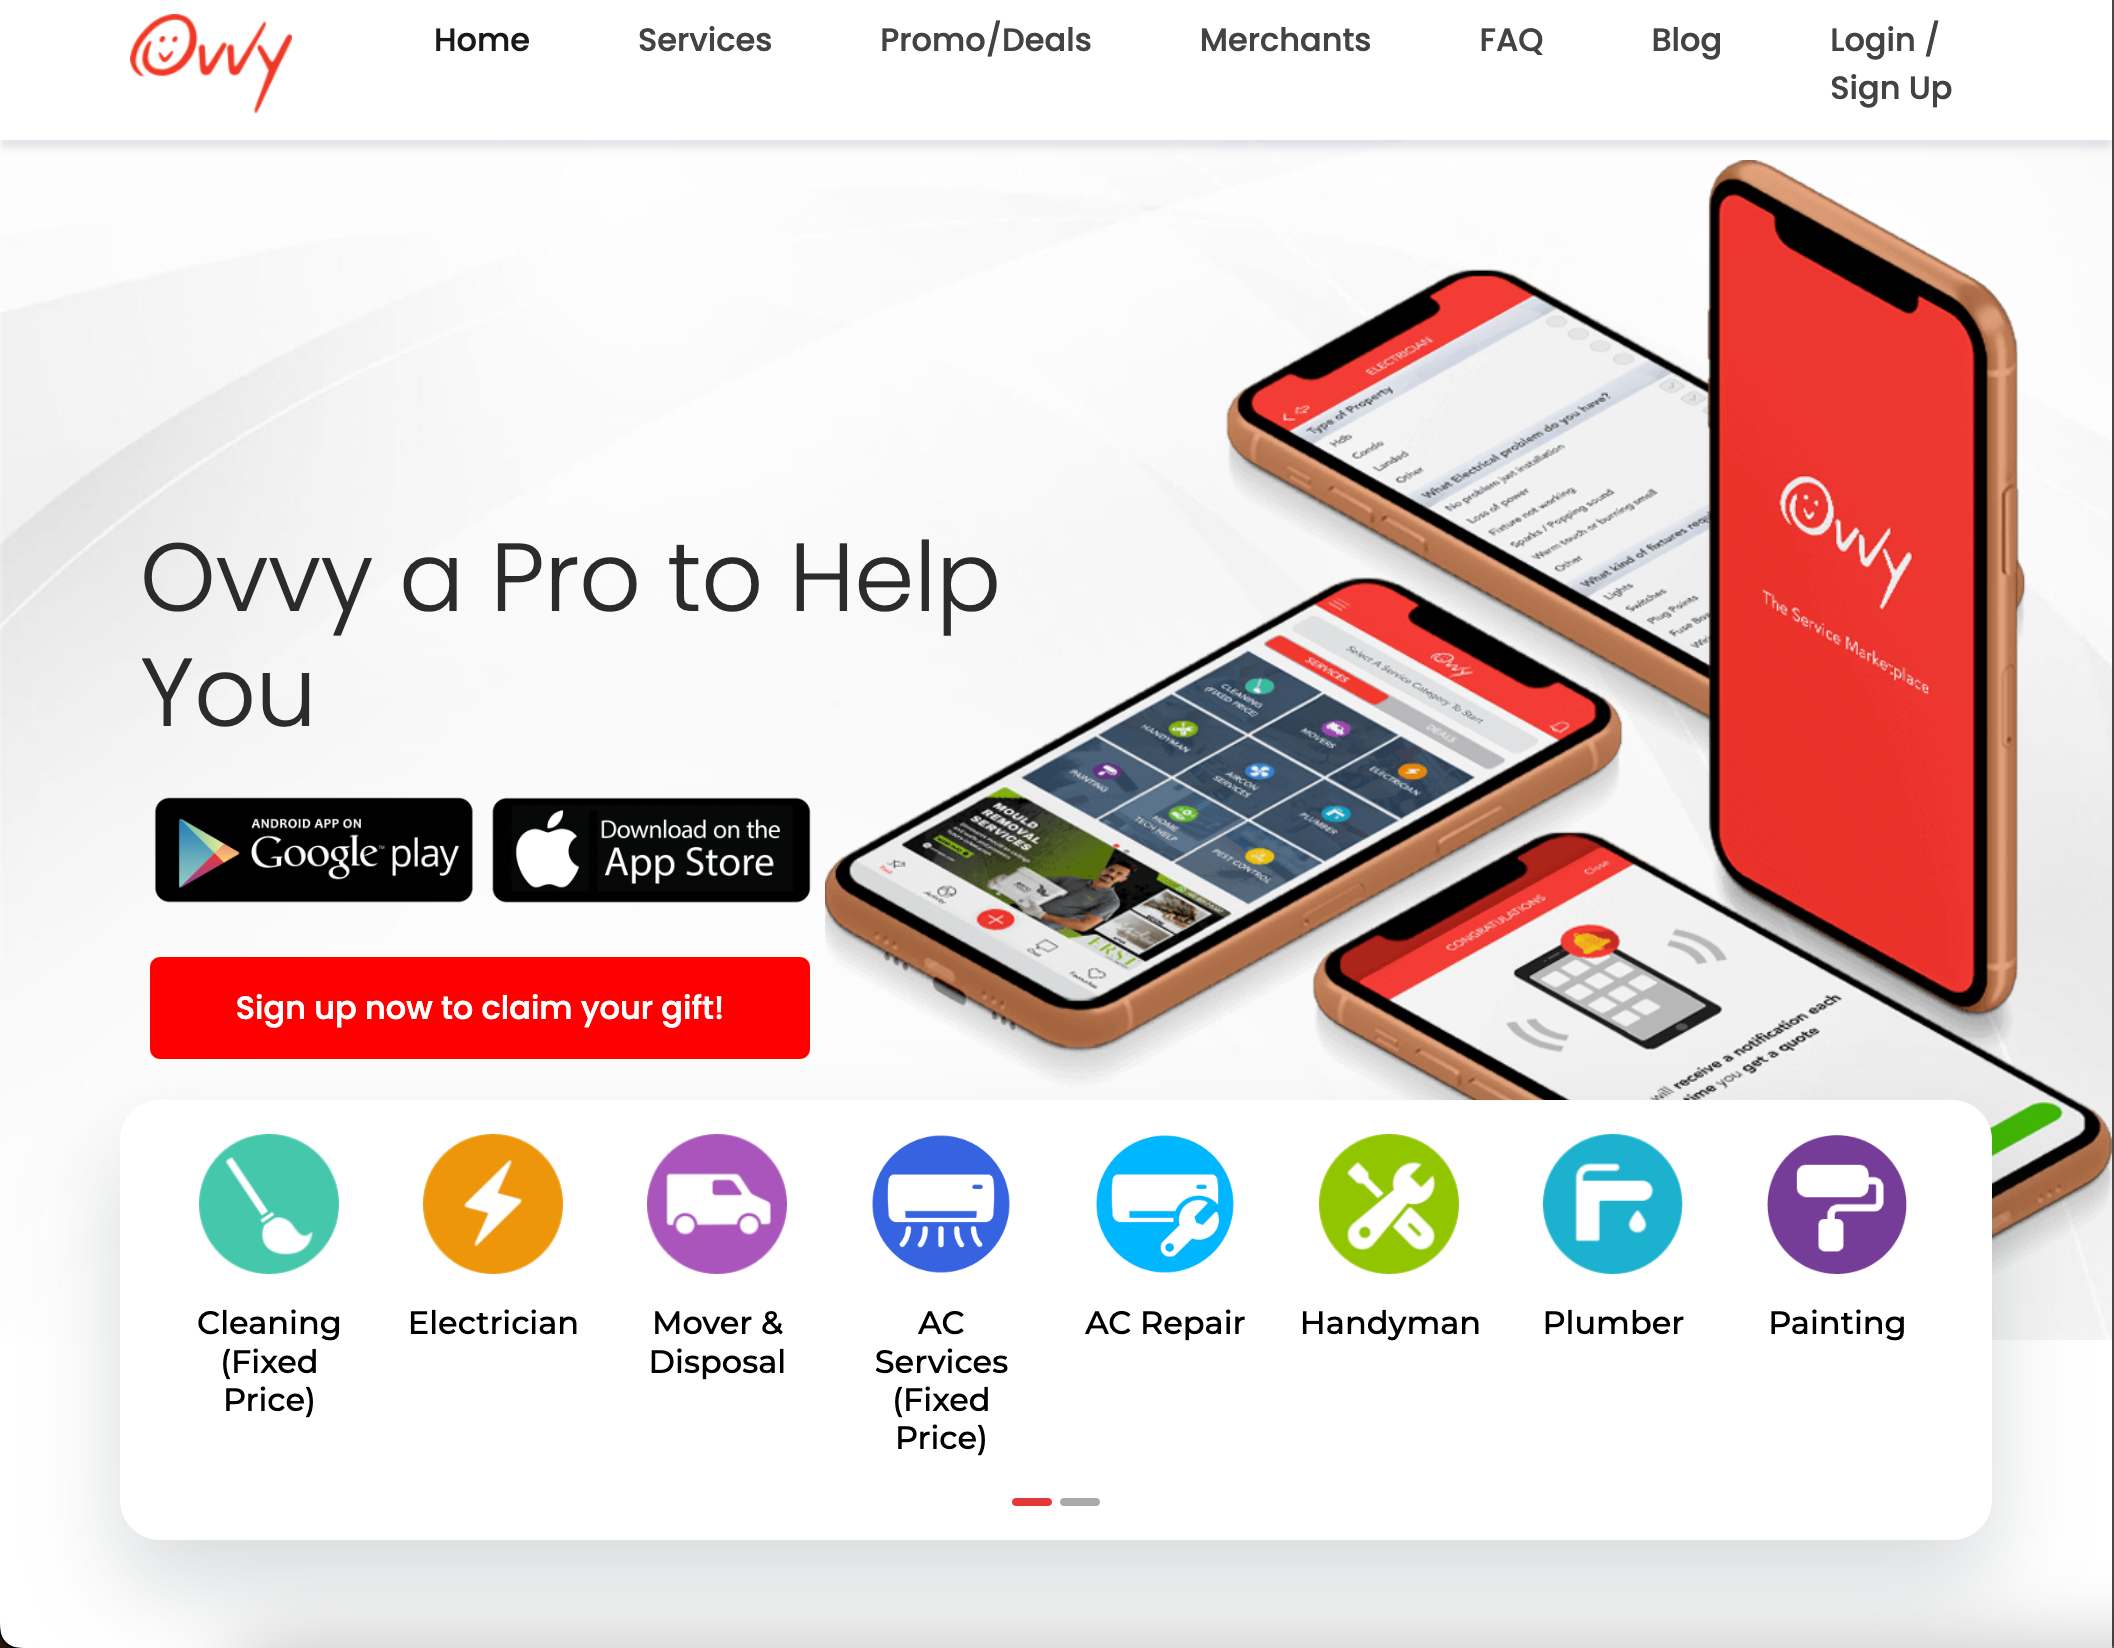 Ovvy
Home
Services
Promo/Deals
Merchants
FAQ
Blog
Login /
Sign Up
Ovvy a Pro to Help
You
ANDROID APP ON
Google play
Download on the
App Store
Sign up now to claim your gift!
ELECTRICIAN
Type of Property
Hdb
Condo
Landed
Other
What Electrical problem do you have?
No problem just installation
Loss of power
Fixture not working
Sparks / Popping sound
Warm touch or burning smell
Other
What kind of fixtures
Lights
Switches
Plug Points
Fuse
Ovvy
The Service Marketplace
Ovvy
Select A Service Category To Start
SERVICES
DEALS
CLEANING
(FIXED PRICE)
MOVERS
ELECTRICIAN
HANDYMAN
AIRCON
SERVICES
PLUMBER
PAINTING
HOME
TECH HELP
PEST CONTROL
MOULD
REMOVAL
SERVICES
Activity
Chat
Favourites
Close
CONGRATULATIONS
will receive a notification each
time you get a quote
Cleaning
(Fixed
Price)
Electrician
Mover &
Disposal
AC
Services
(Fixed
Price)
AC Repair
Handyman
Plumber
Painting